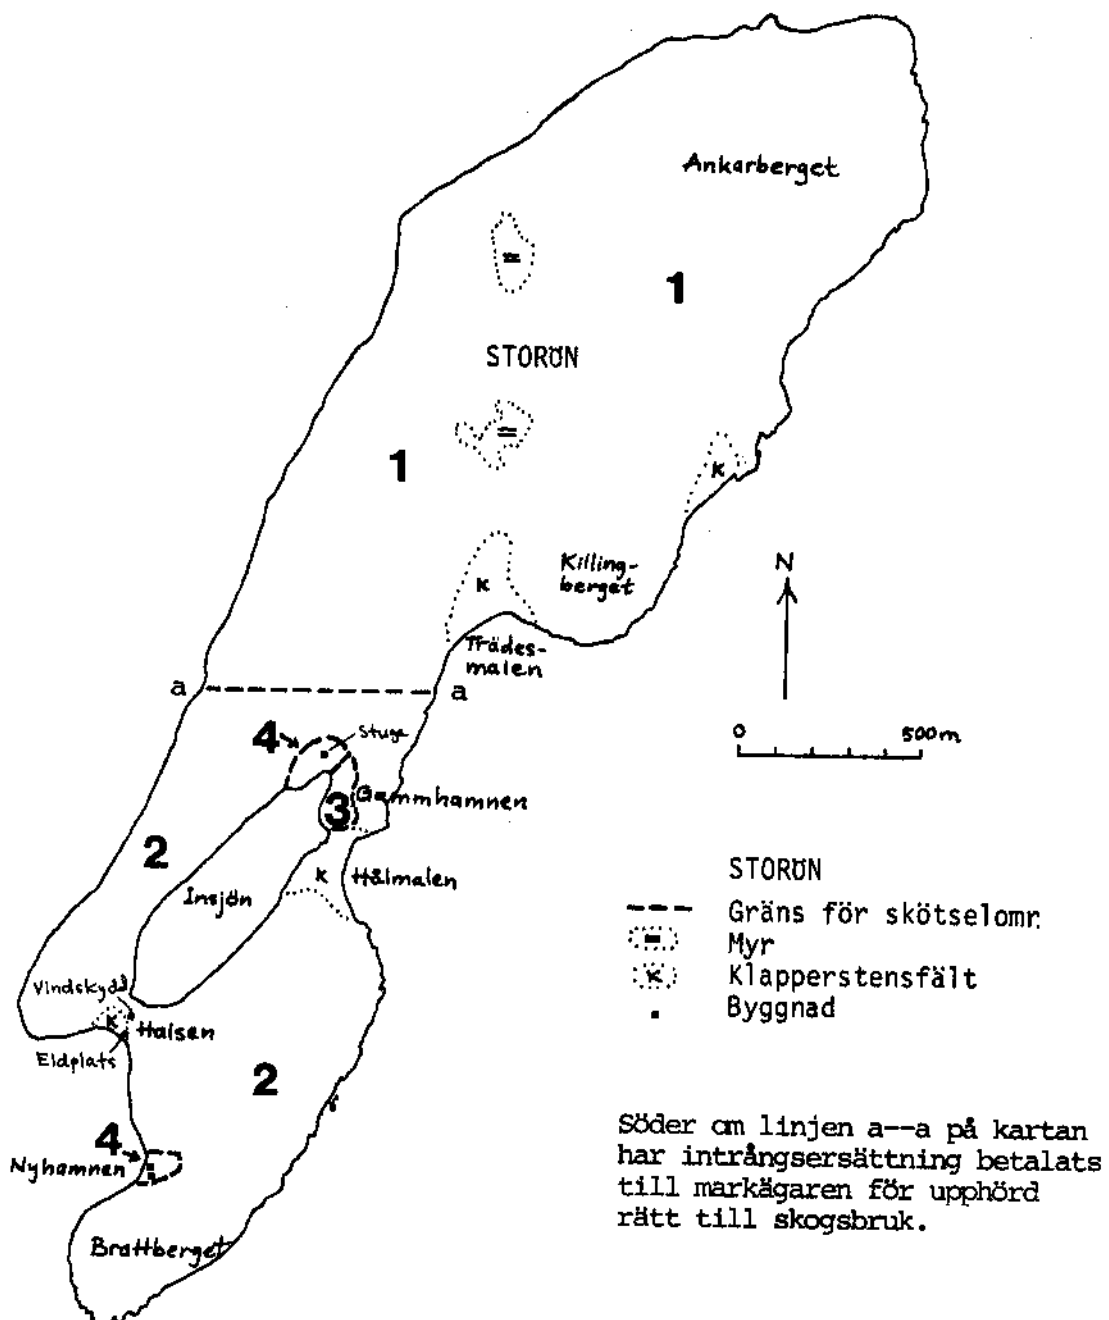 Ankarberget
1
STORÖN
1
k
k
Killing-
berget
N
Trädes-
malen
a
a
0
500m
4
Stuga
3
Gammhamnen
2
Insjön
k
Hålmalen
STORÖN
Gräns för skötselomr.
Myr
k
Klapperstensfält
Byggnad
Vindskydd
k
Halsen
Eldplats
2
4
Nyhamnen
Brattberget
Söder om linjen a--a på kartan
har intrångsersättning betalats
till markägaren för upphörd
rätt till skogsbruk.